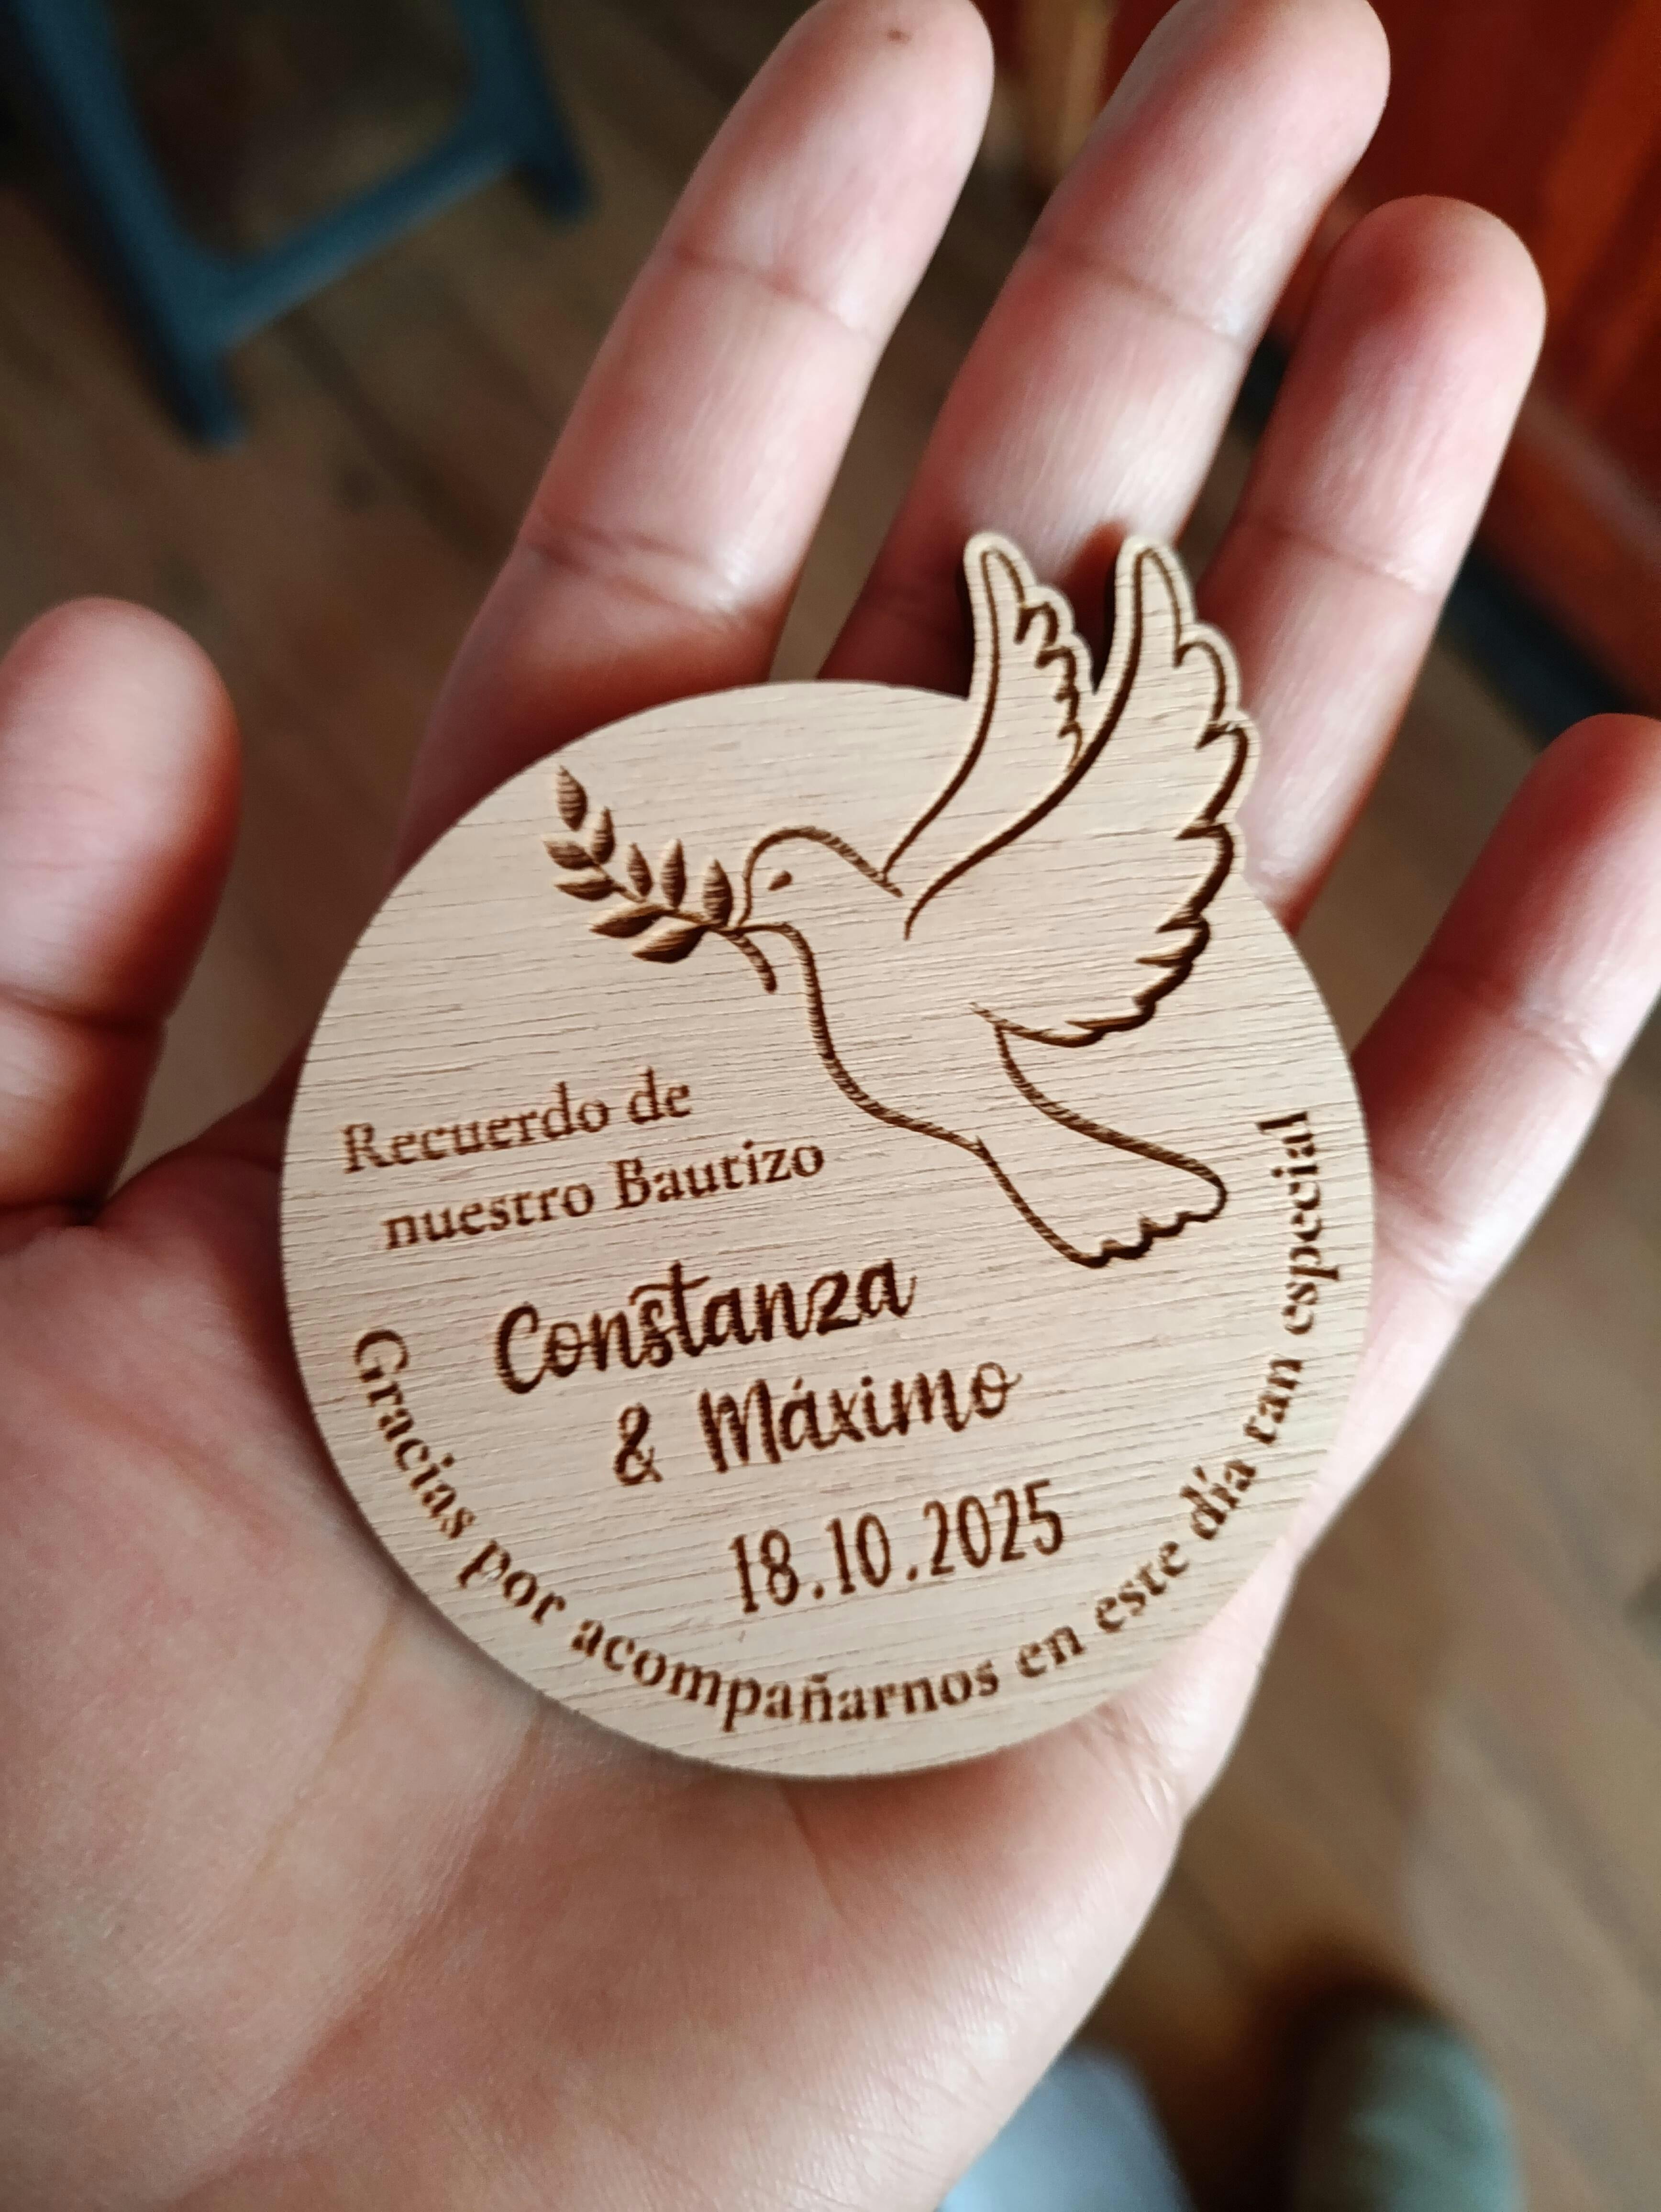 Recuerdo de
nuestro Bautizo
Constanza
& Máximo
18.10.2025
Gracias por acompañarnos en este día tan especial